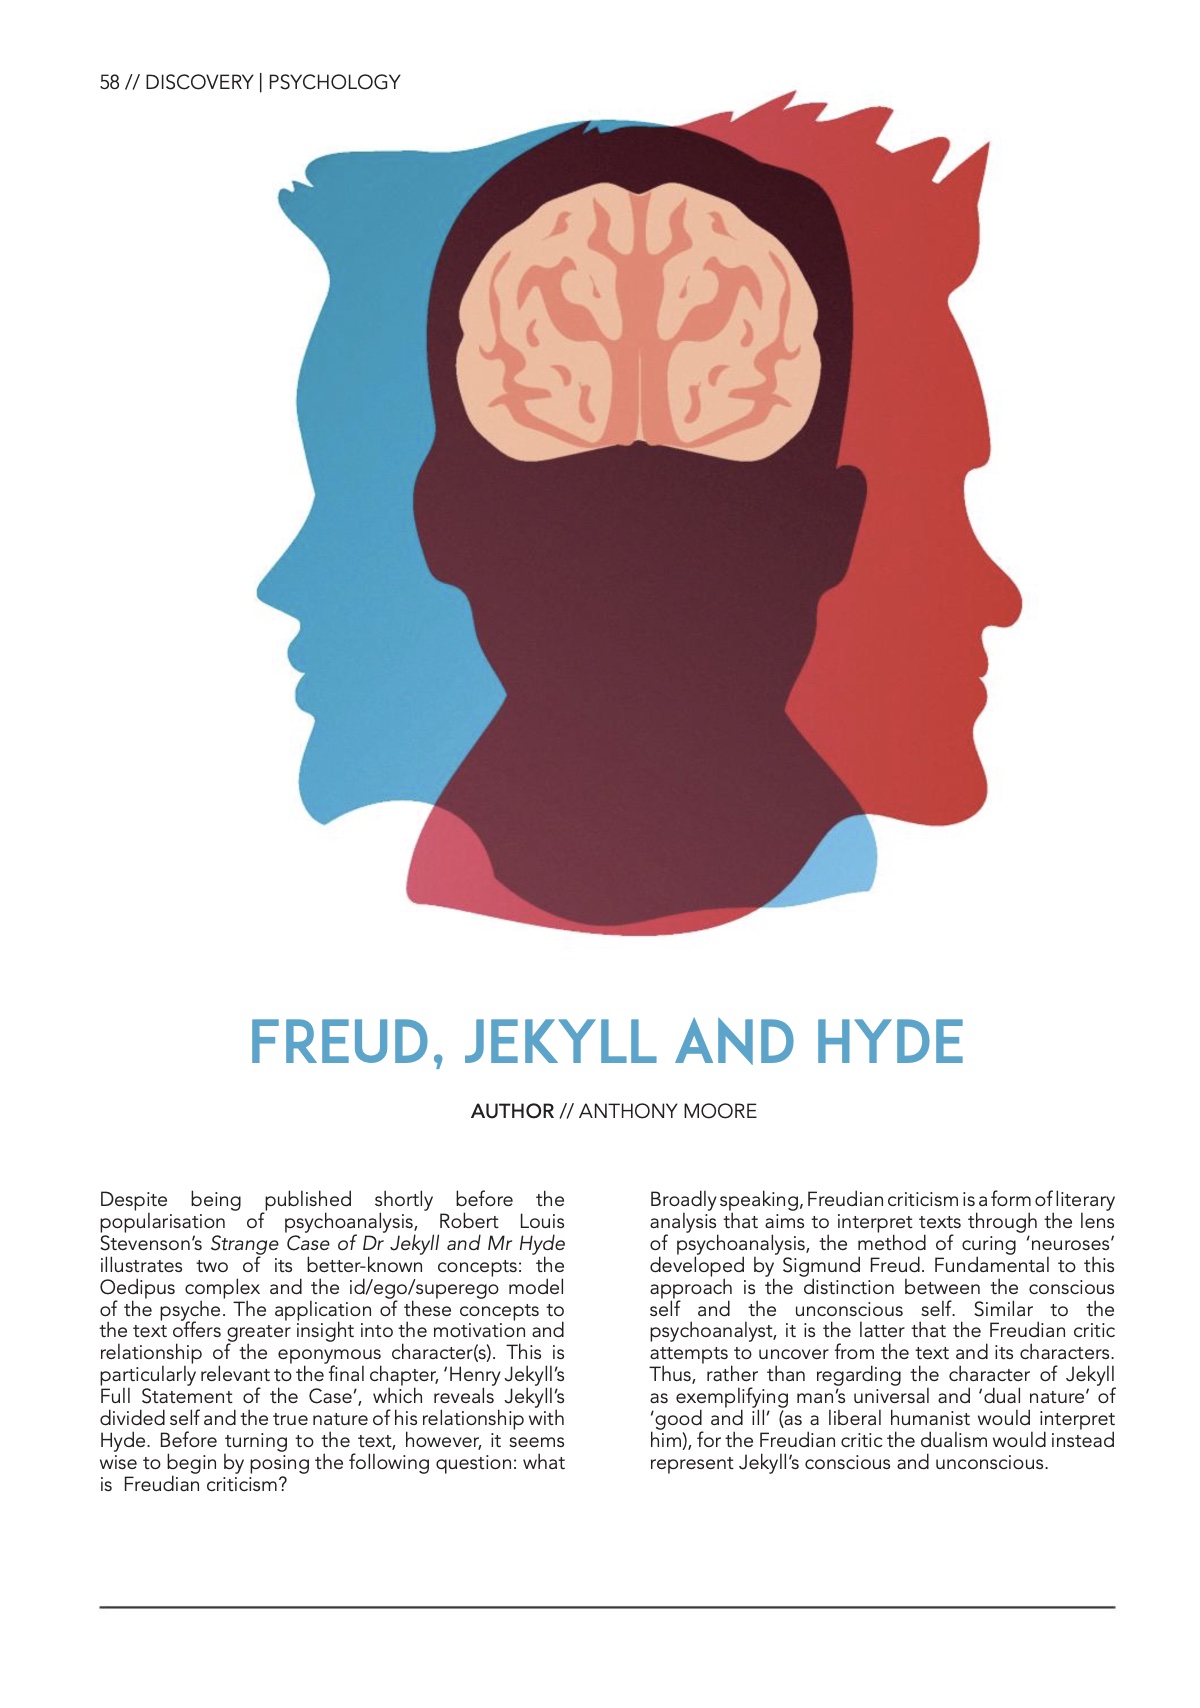 58 // DISCOVERY | PSYCHOLOGY
FREUD, JEKYLL AND HYDE
AUTHOR // ANTHONY MOORE
Despite being published shortly before the
popularisation of psychoanalysis, Robert Louis
Stevenson’s Strange Case of Dr Jekyll and Mr Hyde
illustrates two of its better-known concepts: the
Oedipus complex and the id/ego/superego model
of the psyche. The application of these concepts to
the text offers greater insight into the motivation and
relationship of the eponymous character(s). This is
particularly relevant to the final chapter, ‘Henry Jekyll’s
Full Statement of the Case’, which reveals Jekyll’s
divided self and the true nature of his relationship with
Hyde. Before turning to the text, however, it seems
wise to begin by posing the following question: what
is Freudian criticism?
Broadly speaking, Freudian criticism is a form of literary
analysis that aims to interpret texts through the lens
of psychoanalysis, the method of curing ‘neuroses’
developed by Sigmund Freud. Fundamental to this
approach is the distinction between the conscious
self and the unconscious self. Similar to the
psychoanalyst, it is the latter that the Freudian critic
attempts to uncover from the text and its characters.
Thus, rather than regarding the character of Jekyll
as exemplifying man’s universal and ‘dual nature’ of
‘good and ill’ (as a liberal humanist would interpret
him), for the Freudian critic the dualism would instead
represent Jekyll’s conscious and unconscious.